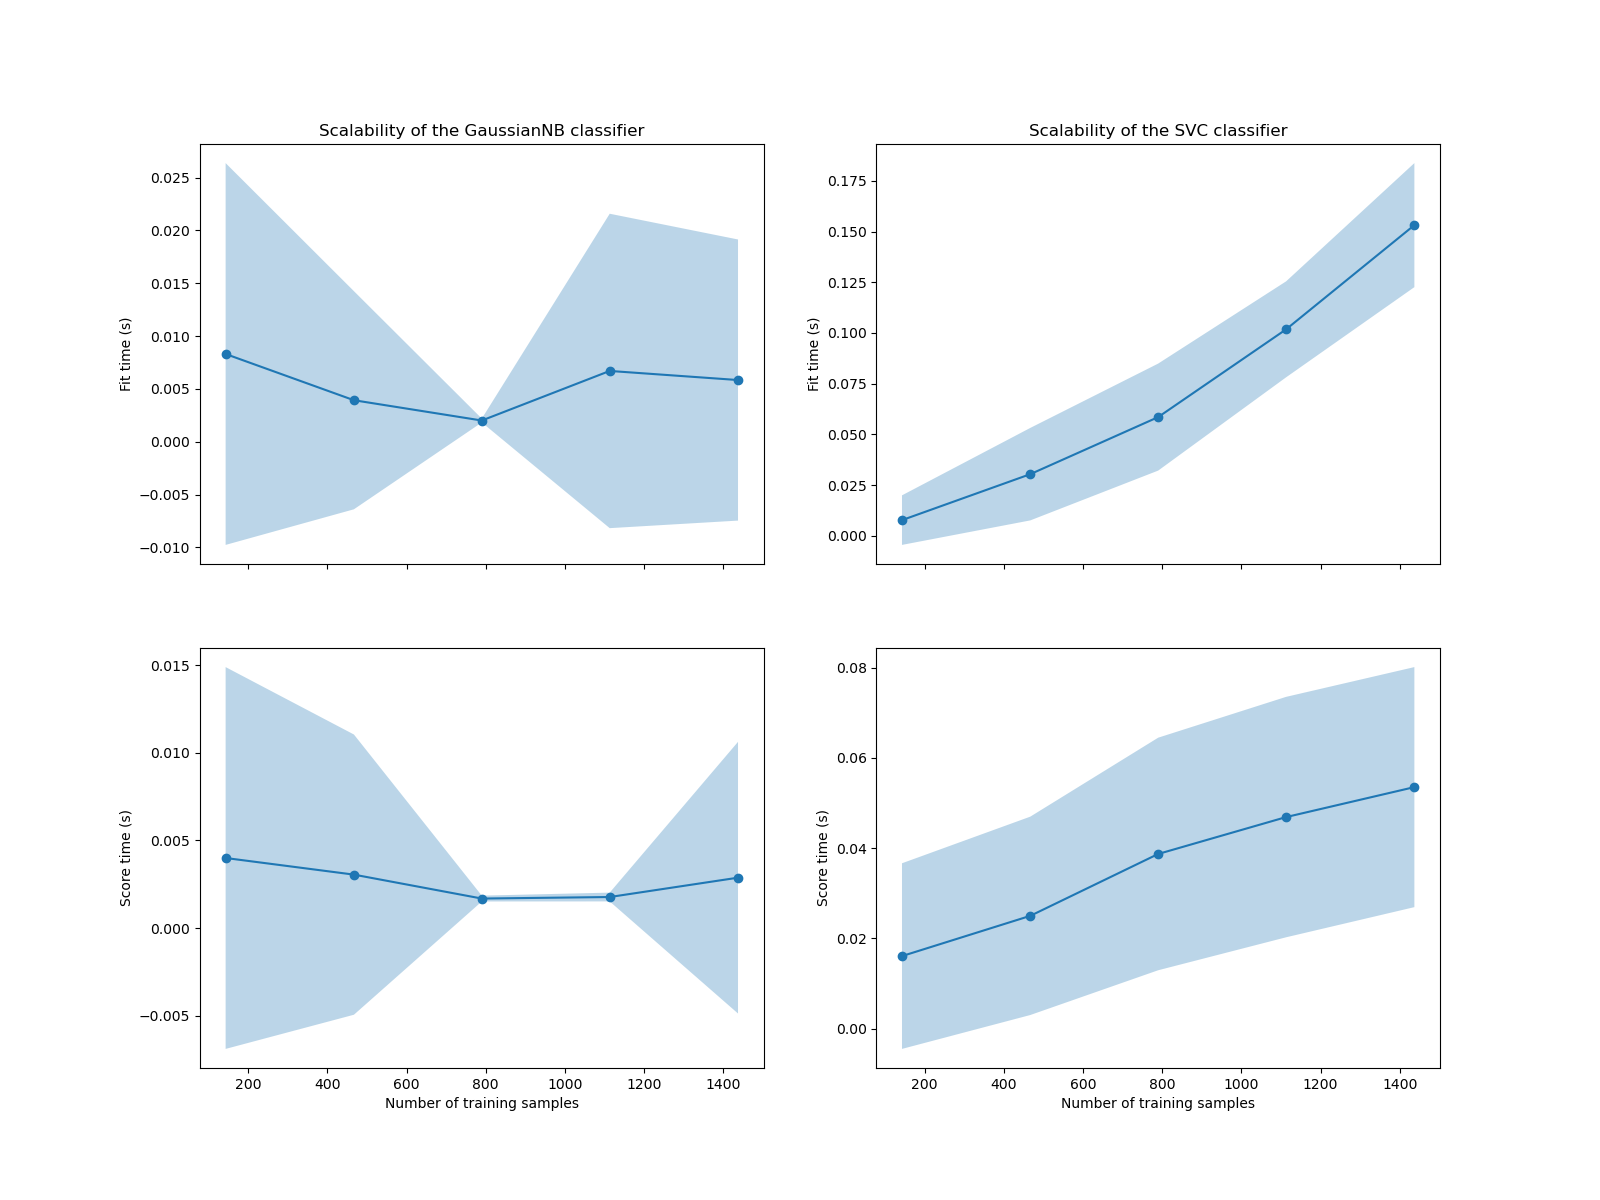 Scalability of the GaussianNB classifier
0.025
0.020
0.015
0.010
0.005
0.000
−0.005
−0.010
Fit time (s)
Scalability of the SVC classifier
0.175
0.150
0.125
0.100
0.075
0.050
0.025
0.000
Fit time (s)
0.015
0.010
0.005
0.000
−0.005
Score time (s)
200 400 600 800 1000 1200 1400
Number of training samples
0.08
0.06
0.04
0.02
0.00
Score time (s)
200 400 600 800 1000 1200 1400
Number of training samples